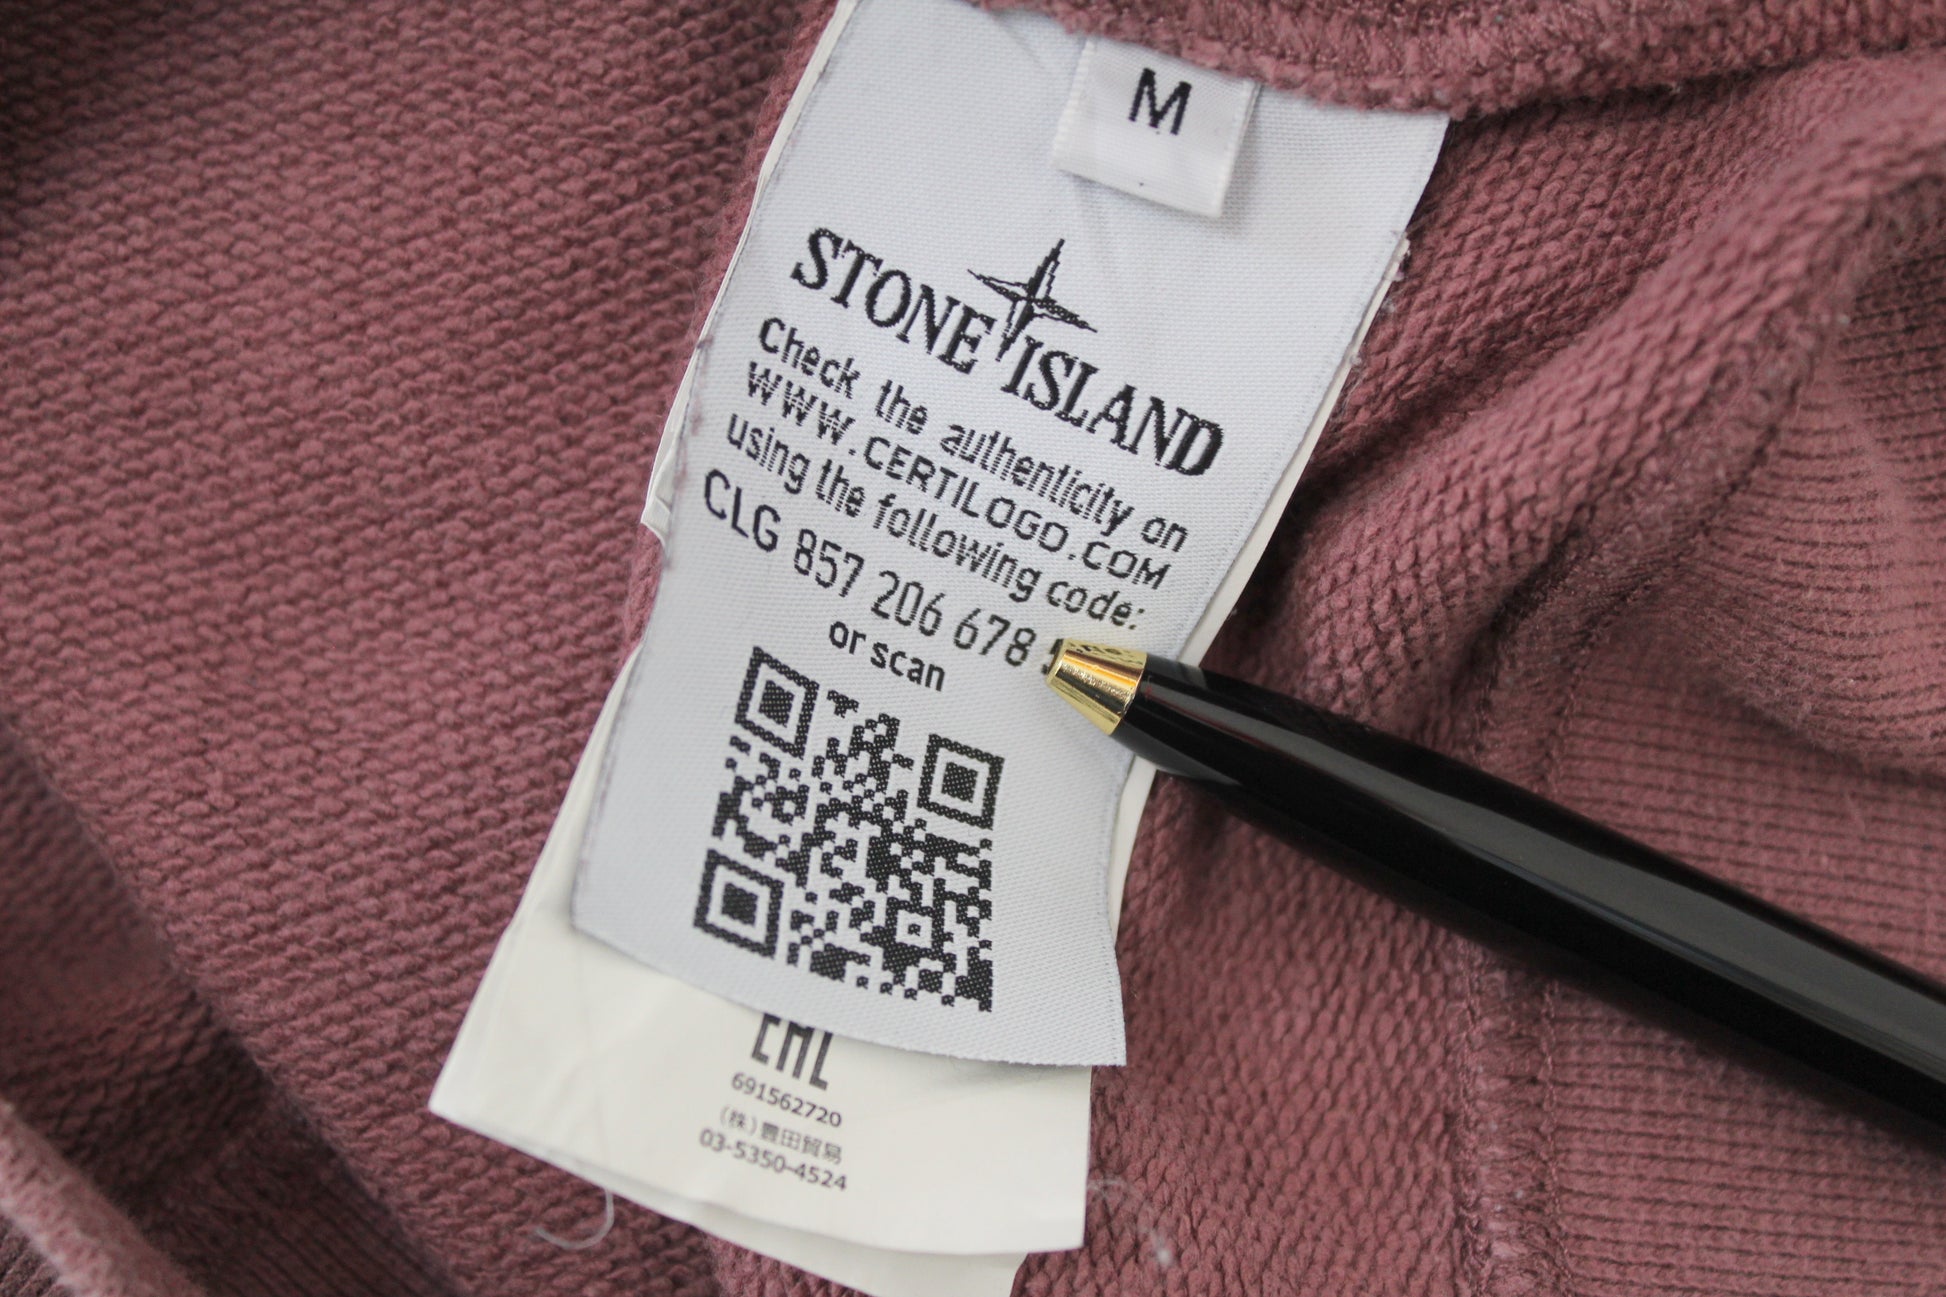 M
STONE ISLAND
Check the authenticity on
WWW.CERTILOGO.COM
using the following code:
CLG 857 206 678
or scan
EAC
691562720
(株)豊田貿易
03-5350-4524